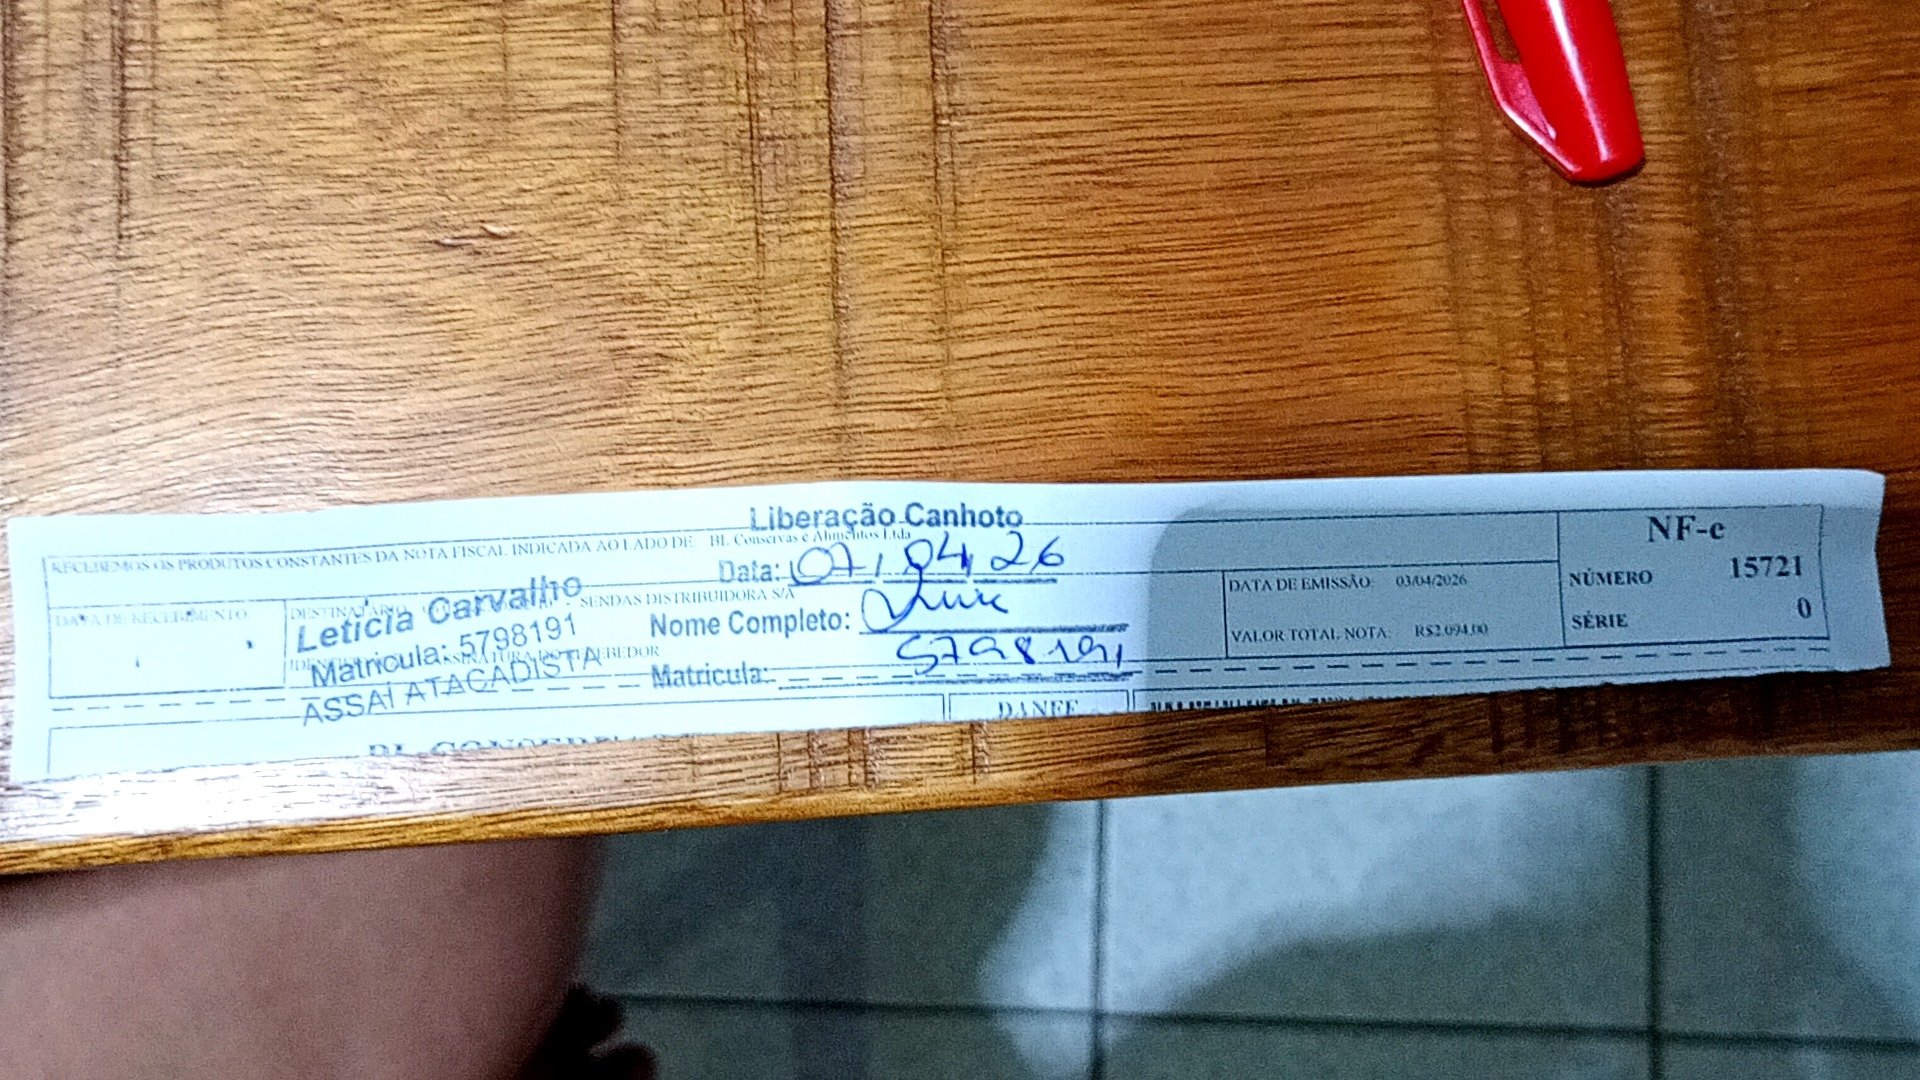 Liberação Canhoto
RECEBEMOS OS PRODUTOS CONSTANTES DA NOTA FISCAL INDICADA AO LADO DE BL Conservas e Alimentos Ltda
Data: 07/04/26
DATA DE RECEBIMENTO
DESTINATÁRIO - SENDAS DISTRIBUIDORA S/A
Leticia Carvalho
Matricula: 5798191
ASSAI ATACADISTA
Nome Completo:
RECEBEDOR
Matricula: 5798191
DATA DE EMISSÃO: 03/04/2026
VALOR TOTAL NOTA: R$2.094,00
NF-e
NÚMERO 15721
SÉRIE 0
DANFE